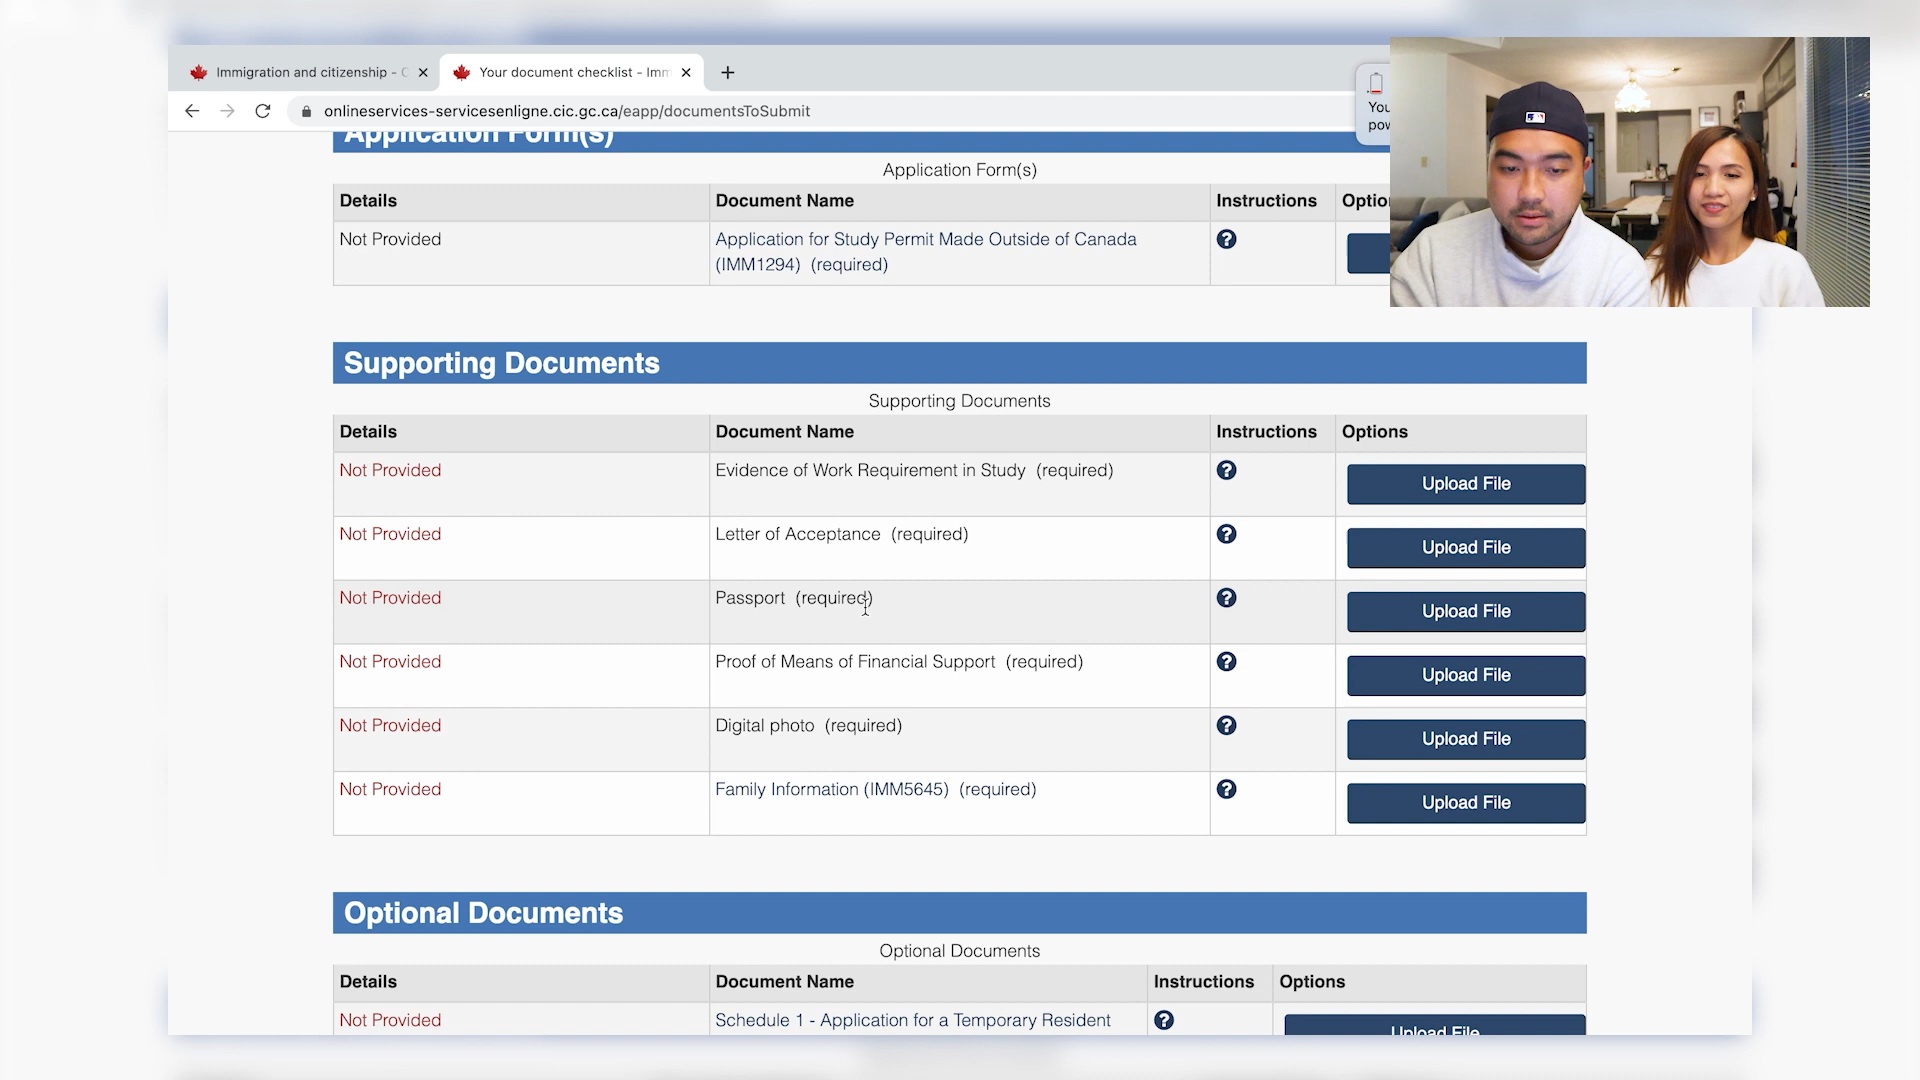 Immigration and citizenship -
Your document checklist - Imm
onlineservices-servicesenligne.cic.gc.ca/eapp/documentsToSubmit
You
pow
Application Form(s)
Application Form(s)
Details Document Name Instructions Option
Not Provided Application for Study Permit Made Outside of Canada
(IMM1294) (required)
Supporting Documents
Supporting Documents
Details Document Name Instructions Options
Not Provided Evidence of Work Requirement in Study (required) Upload File
Not Provided Letter of Acceptance (required) Upload File
Not Provided Passport (required) Upload File
Not Provided Proof of Means of Financial Support (required) Upload File
Not Provided Digital photo (required) Upload File
Not Provided Family Information (IMM5645) (required) Upload File
Optional Documents
Optional Documents
Details Document Name Instructions Options
Not Provided Schedule 1 - Application for a Temporary Resident Upload File